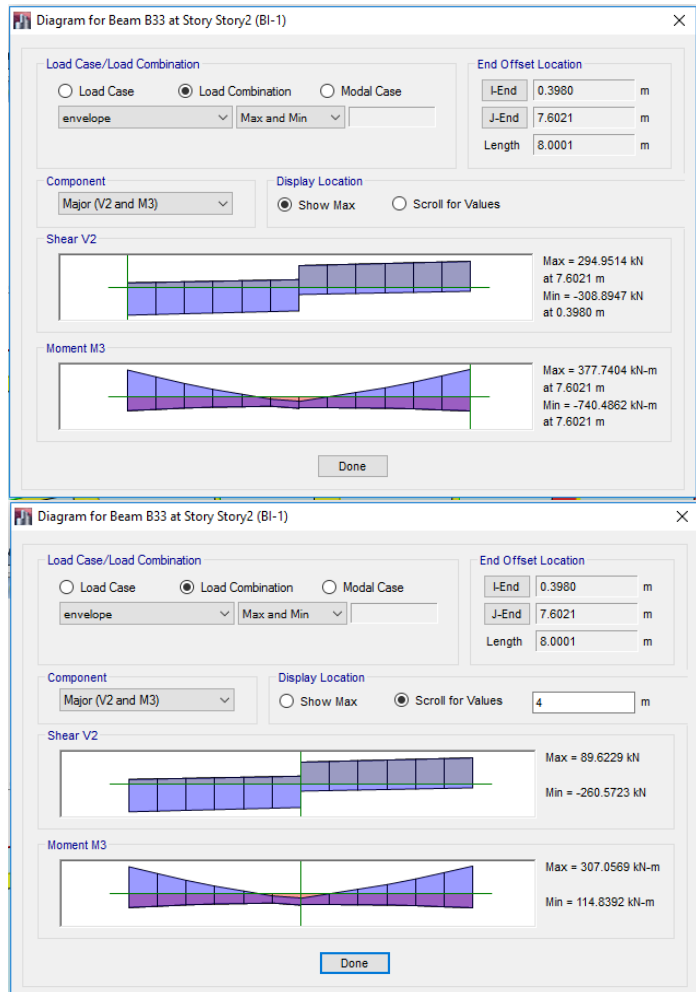 Diagram for Beam B33 at Story Story2 (BI-1)
Load Case/Load Combination
Load Case Load Combination Modal Case
envelope Max and Min
End Offset Location
I-End 0.3980 m
J-End 7.6021 m
Length 8.0001 m
Component
Major (V2 and M3)
Display Location
Show Max Scroll for Values
Shear V2
Max = 294.9514 kN
at 7.6021 m
Min = -308.8947 kN
at 0.3980 m
Moment M3
Max = 377.7404 kN-m
at 7.6021 m
Min = -740.4862 kN-m
at 7.6021 m
Done
Diagram for Beam B33 at Story Story2 (BI-1)
Load Case/Load Combination
Load Case Load Combination Modal Case
envelope Max and Min
End Offset Location
I-End 0.3980 m
J-End 7.6021 m
Length 8.0001 m
Component
Major (V2 and M3)
Display Location
Show Max Scroll for Values 4 m
Shear V2
Max = 89.6229 kN
Min = -260.5723 kN
Moment M3
Max = 307.0569 kN-m
Min = 114.8392 kN-m
Done